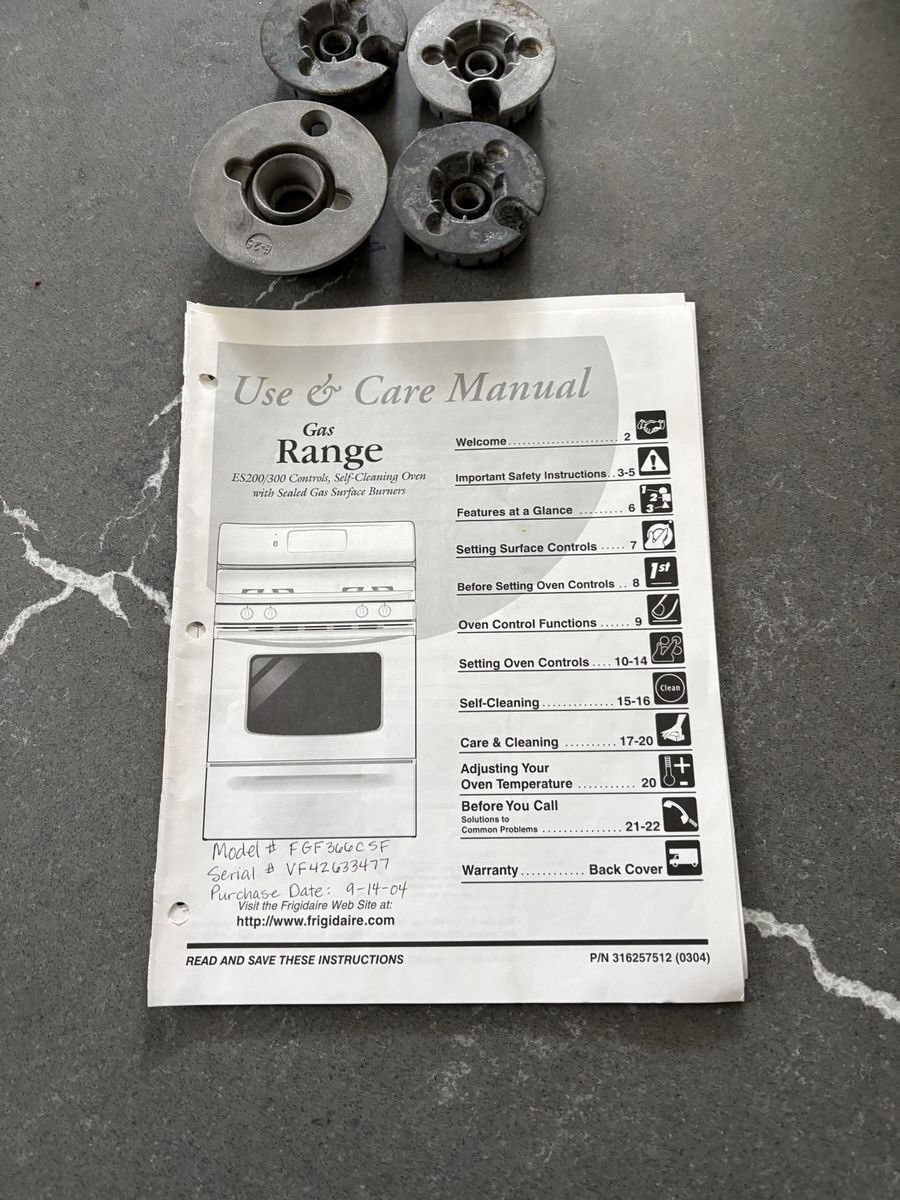 Use & Care Manual
Gas
Range
ES200/300 Controls, Self-Cleaning Oven
with Sealed Gas Surface Burners
Welcome....................... 2
Important Safety Instructions..3-5
Features at a Glance ......... 6
Setting Surface Controls ..... 7
Before Setting Oven Controls .. 8
Oven Control Functions ...... 9
Setting Oven Controls .... 10-14
Self-Cleaning ............. 15-16
Care & Cleaning .......... 17-20
Adjusting Your
Oven Temperature ........... 20
Before You Call
Solutions to
Common Problems ............... 21-22
Warranty............ Back Cover
1
2
3
1st
Clean
Model # FGF366CSF
Serial # VF42633477
Purchase Date: 9-14-04
Visit the Frigidaire Web Site at:
http://www.frigidaire.com
READ AND SAVE THESE INSTRUCTIONS
P/N 316257512 (0304)